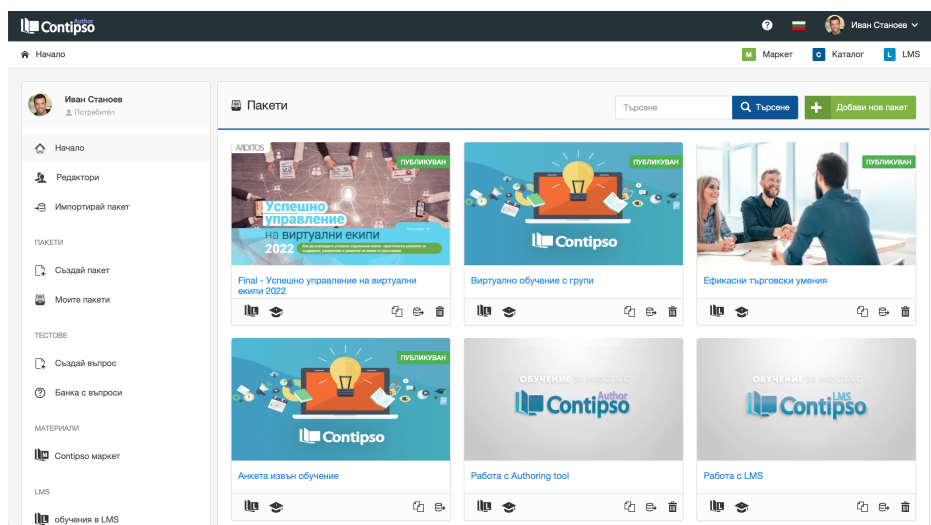 Contipso Author
Иван Станоев
Начало
М Маркет
C Каталог
L LMS
Иван Станоев
Потребител
Начало
Редактори
Импортирай пакет
ПАКЕТИ
Създай пакет
Моите пакети
ТЕСТОВЕ
Създай въпрос
Банка с въпроси
МАТЕРИАЛИ
Contipso маркет
LMS
обучения в LMS
Пакети
Търсене
Търсене
Добави нов пакет
ПУБЛИКУВАН
Успешно
управление
на виртуални екипи
2022
Final - Успешно управление на виртуални
екипи 2022
ПУБЛИКУВАН
Contipso
Виртуално обучение с групи
ПУБЛИКУВАН
Ефикасни търговски умения
ПУБЛИКУВАН
Contipso
Анкета извън обучение
ОБУЧЕНИЕ ЗА РАБОТА С
Contipso Author
Работа с Authoring tool
ОБУЧЕНИЕ ЗА РАБОТА С
Contipso LMS
Работа с LMS